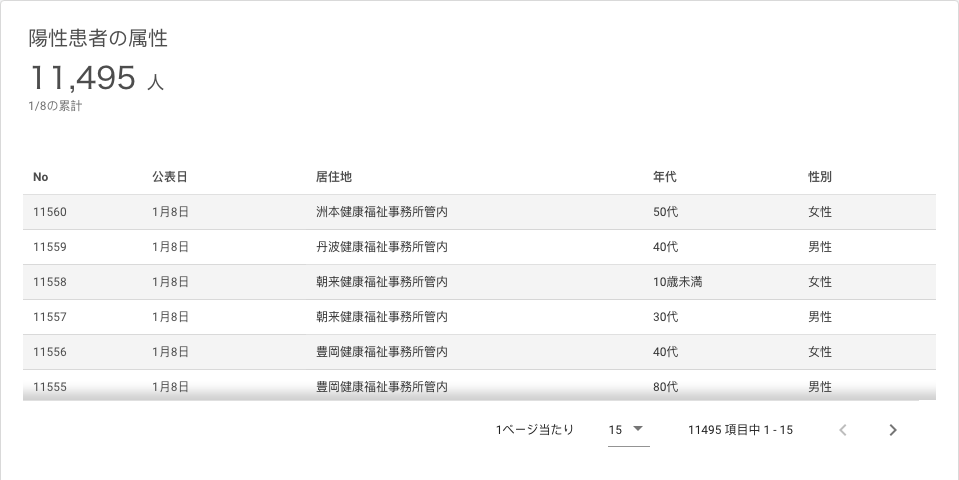 陽性患者の属性
11,495 人
1/8の累計
No 公表日 居住地 年代 性別
11560 1月8日 洲本健康福祉事務所管内 50代 女性
11559 1月8日 丹波健康福祉事務所管内 40代 男性
11558 1月8日 朝来健康福祉事務所管内 10歳未満 女性
11557 1月8日 朝来健康福祉事務所管内 30代 男性
11556 1月8日 豊岡健康福祉事務所管内 40代 女性
11555 1月8日 豊岡健康福祉事務所管内 80代 男性
1ページ当たり 15 11495 項目中 1 - 15